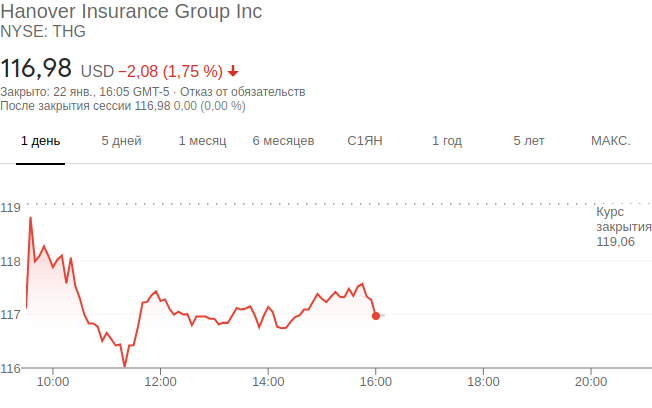 Hanover Insurance Group Inc
NYSE: THG
116,98 USD −2,08 (1,75 %)
Закрыто: 22 янв., 16:05 GMT-5 · Отказ от обязательств
После закрытия сессии 116,98 0,00 (0,00 %)
1 день 5 дней 1 месяц 6 месяцев С1ЯН 1 год 5 лет МАКС.
119
Курс
закрытия
119,06
118
117
116
10:00 12:00 14:00 16:00 18:00 20:00